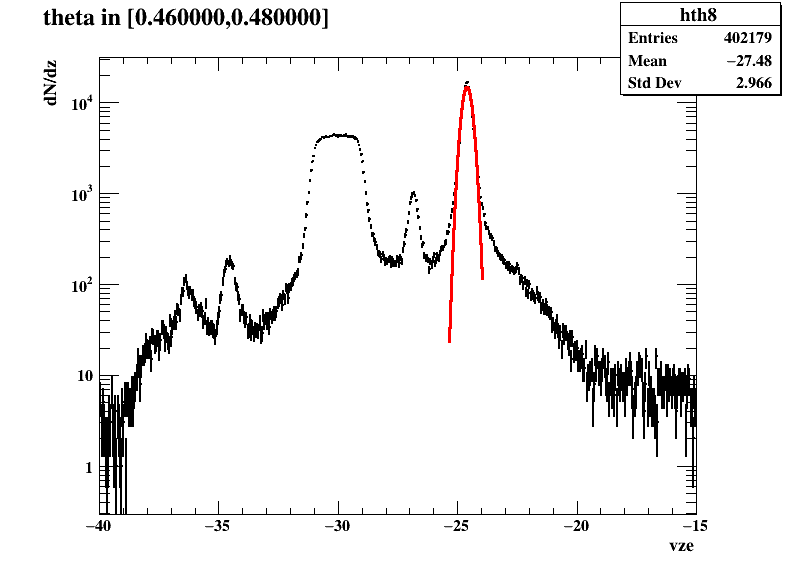 theta in [0.460000,0.480000]
hth8
Entries 402179
Mean −27.48
Std Dev 2.966
dN/dz
10^4
10^3
10^2
10
1
−40 −35 −30 −25 −20 −15
vze